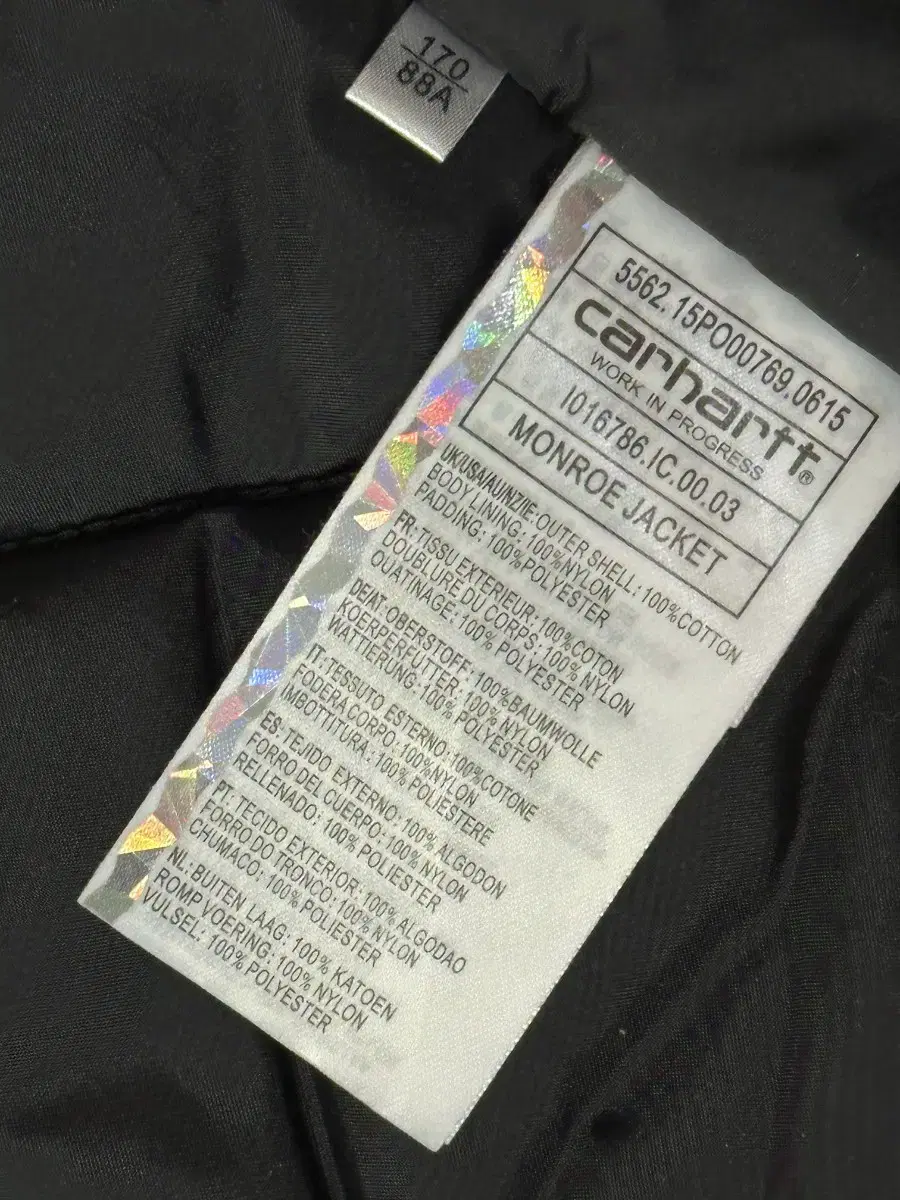 170
88A
5562.15PO00769.0615
carhartt®
WORK IN PROGRESS
I016786.IC.00.03
MONROE JACKET
UK/USA/AU/NZ/IE:OUTER SHELL:100%COTTON
BODY LINING:100%NYLON
PADDING:100%POLYESTER
FR:TISSU EXTERIEUR:100%COTON
DOUBLURE DU CORPS:100% NYLON
OUATINAGE:100% POLYESTER
DE/AT:OBERSTOFF:100%BAUMWOLLE
KOERPERFUTTER:100% NYLON
WATTIERUNG:100% POLYESTER
IT:TESSUTO ESTERNO:100%COTONE
FODERACORPO:100%NYLON
IMBOTTITURA:100% POLIESTERE
ES:TEJIDO EXTERNO:100% ALGODON
FORRO DEL CUERPO:100% NYLON
RELLENADO:100% POLIESTER
PT:TECIDO EXTERIOR:100% ALGODAO
FORRO DO TRONCO:100% NYLON
CHUMACO:100% POLIESTER
NL:BUITEN LAAG:100% KATOEN
ROMP VOERING:100% NYLON
VULSEL:100% POLYESTER